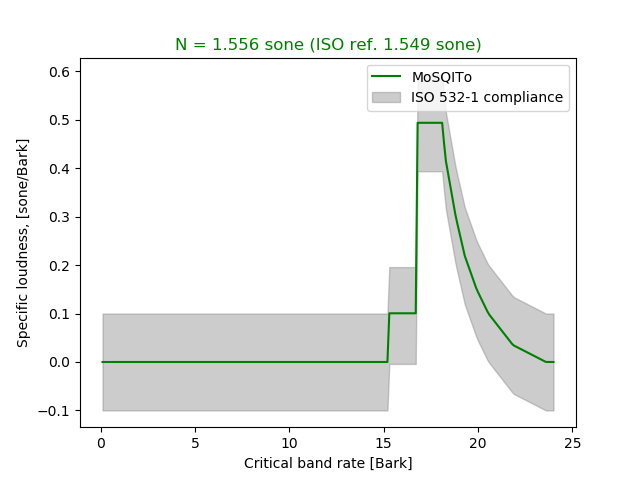 N = 1.556 sone (ISO ref. 1.549 sone)
MoSQITo
ISO 532-1 compliance
Specific loudness, [sone/Bark]
0.6
0.5
0.4
0.3
0.2
0.1
0.0
−0.1
0 5 10 15 20 25
Critical band rate [Bark]